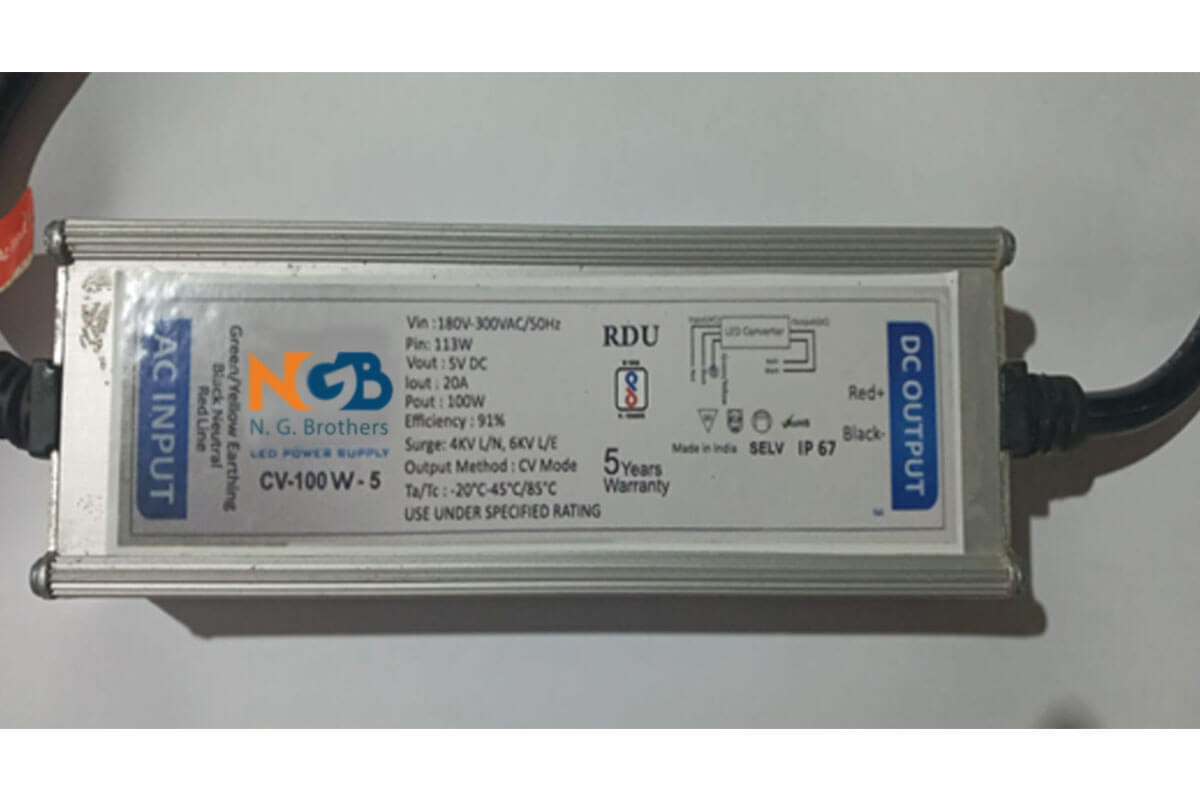 AC INPUT
Green/Yellow Earthing
Black Neutral
Red Line
NGB
N. G. Brothers
LED POWER SUPPLY
CV-100 W - 5
Vin : 180V-300VAC/50Hz
Pin: 113W
Vout : 5V DC
Iout : 20A
Pout : 100W
Efficiency : 91%
Surge: 4KV L/N, 6KV L/E
Output Method : CV Mode
Ta/Tc : -20°C-45°C/85°C
USE UNDER SPECIFIED RATING
RDU
5 Years
Warranty
LED Converter
Made in India SELV IP 67
Red+
Black-
DC OUTPUT